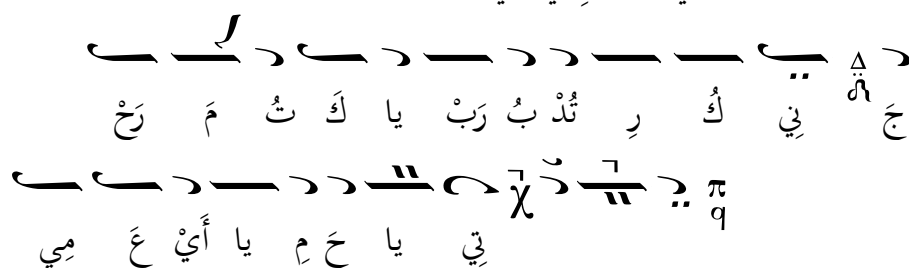 رَحْ مَ تُ كَ يا رَبْ بُ تُدْ رِ كُ نِي جَ
مِي عَ أَيْ يا مِ حَ يا تِي